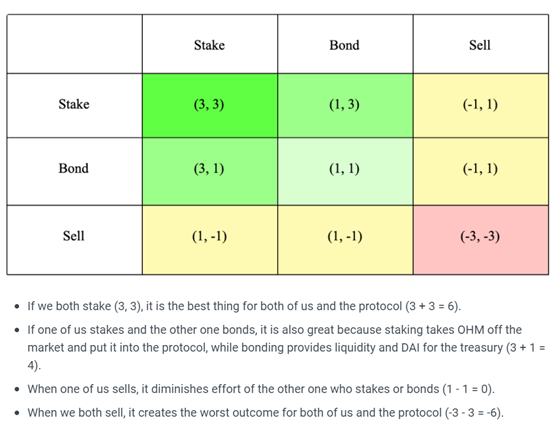 Stake Bond Sell
Stake (3, 3) (1, 3) (-1, 1)
Bond (3, 1) (1, 1) (-1, 1)
Sell (1, -1) (1, -1) (-3, -3)
• If we both stake (3, 3), it is the best thing for both of us and the protocol (3 + 3 = 6).
• If one of us stakes and the other one bonds, it is also great because staking takes OHM off the
market and put it into the protocol, while bonding provides liquidity and DAI for the treasury (3 + 1 =
4).
• When one of us sells, it diminishes effort of the other one who stakes or bonds (1 - 1 = 0).
• When we both sell, it creates the worst outcome for both of us and the protocol (-3 - 3 = -6).